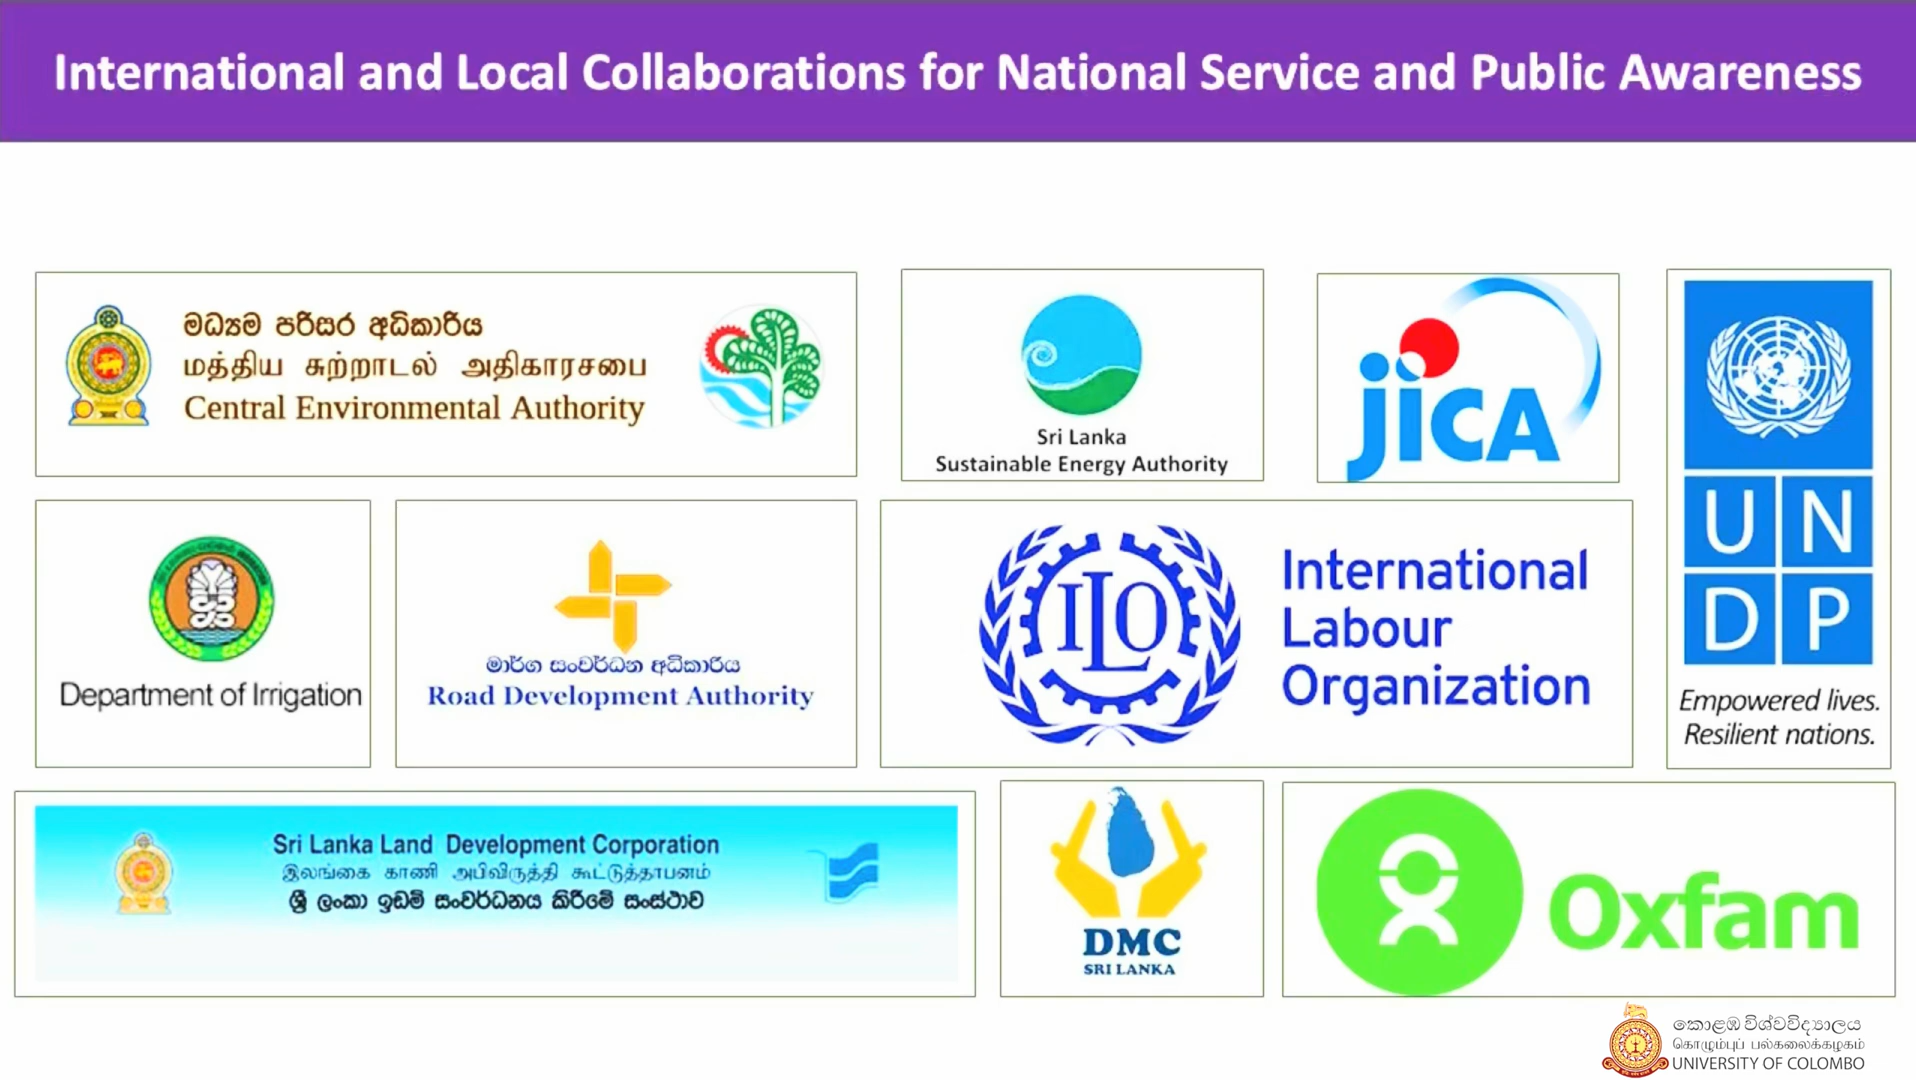 International and Local Collaborations for National Service and Public Awareness
මධ්‍යම පරිසර අධිකාරිය
மத்திய சுற்றாடல் அதிகாரசபை
Central Environmental Authority
Sri Lanka
Sustainable Energy Authority
jICA
U N
D P
Empowered lives.
Resilient nations.
Department of Irrigation
මාර්ග සංවර්ධන අධිකාරිය
Road Development Authority
ILO
International
Labour
Organization
Sri Lanka Land Development Corporation
இலங்கை காணி அபிவிருத்தி கூட்டுத்தாபனம்
ශ්‍රී ලංකා ඉඩම් සංවර්ධනය කිරීමේ සංස්ථාව
DMC
SRI LANKA
Oxfam
කොළඹ විශ්වවිද්‍යාලය
கொழும்புப் பல்கலைக்கழகம்
UNIVERSITY OF COLOMBO